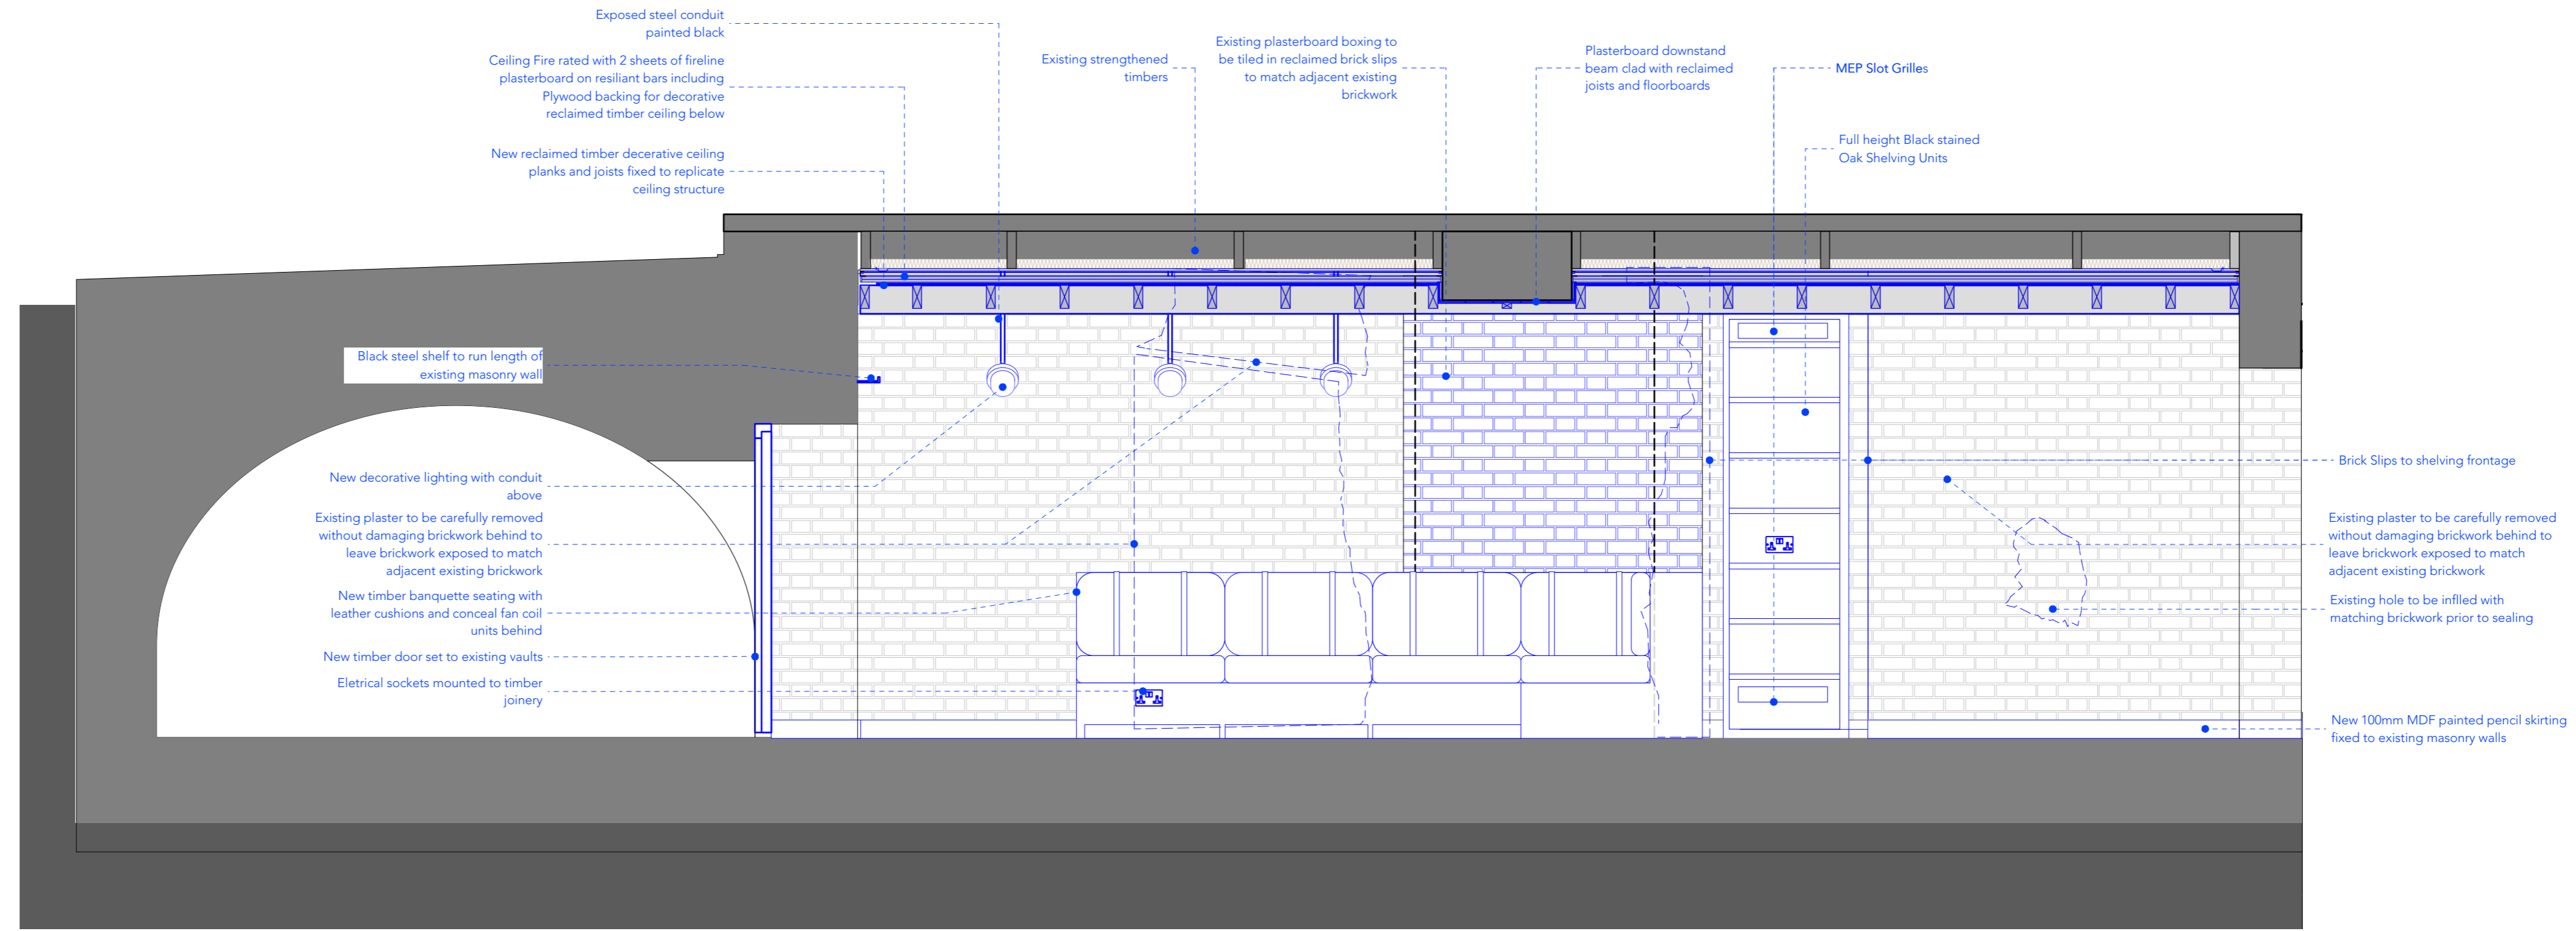 Exposed steel conduit
painted black
Ceiling Fire rated with 2 sheets of fireline
plasterboard on resiliant bars including
Plywood backing for decorative
reclaimed timber ceiling below
New reclaimed timber decerative ceiling
planks and joists fixed to replicate
ceiling structure
Existing strengthened
timbers
Existing plasterboard boxing to
be tiled in reclaimed brick slips
to match adjacent existing
brickwork
Plasterboard downstand
beam clad with reclaimed
joists and floorboards
MEP Slot Grilles
Full height Black stained
Oak Shelving Units
Black steel shelf to run length of
existing masonry wall
New decorative lighting with conduit
above
Existing plaster to be carefully removed
without damaging brickwork behind to
leave brickwork exposed to match
adjacent existing brickwork
New timber banquette seating with
leather cushions and conceal fan coil
units behind
New timber door set to existing vaults
Eletrical sockets mounted to timber
joinery
Brick Slips to shelving frontage
Existing plaster to be carefully removed
without damaging brickwork behind to
leave brickwork exposed to match
adjacent existing brickwork
Existing hole to be inflled with
matching brickwork prior to sealing
New 100mm MDF painted pencil skirting
fixed to existing masonry walls